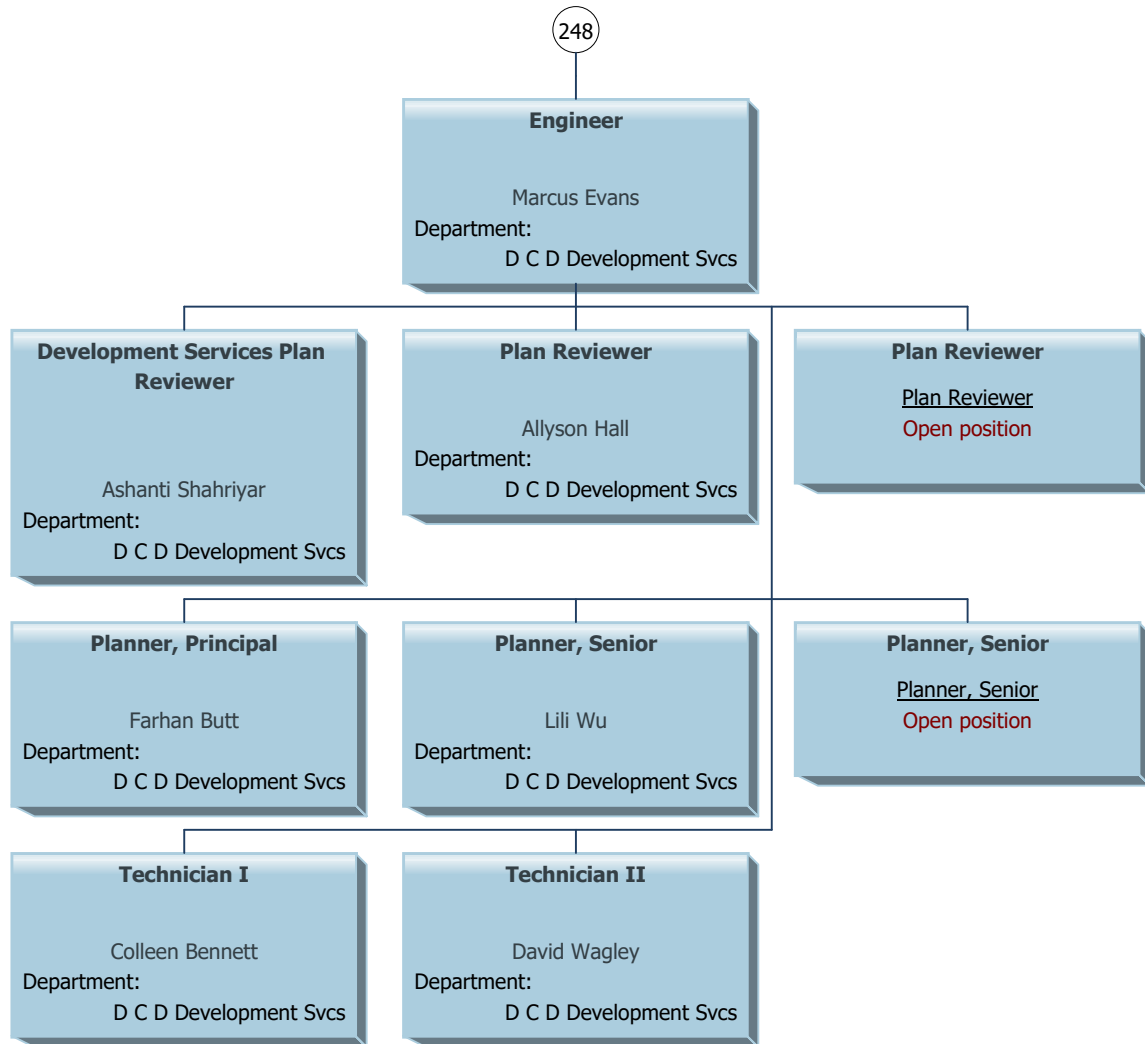 248
Engineer
Marcus Evans
Department:
D C D Development Svcs
Development Services Plan
Reviewer
Ashanti Shahriyar
Department:
D C D Development Svcs
Plan Reviewer
Allyson Hall
Department:
D C D Development Svcs
Plan Reviewer
Plan Reviewer
Open position
Planner, Principal
Farhan Butt
Department:
D C D Development Svcs
Planner, Senior
Lili Wu
Department:
D C D Development Svcs
Planner, Senior
Planner, Senior
Open position
Technician I
Colleen Bennett
Department:
D C D Development Svcs
Technician II
David Wagley
Department:
D C D Development Svcs